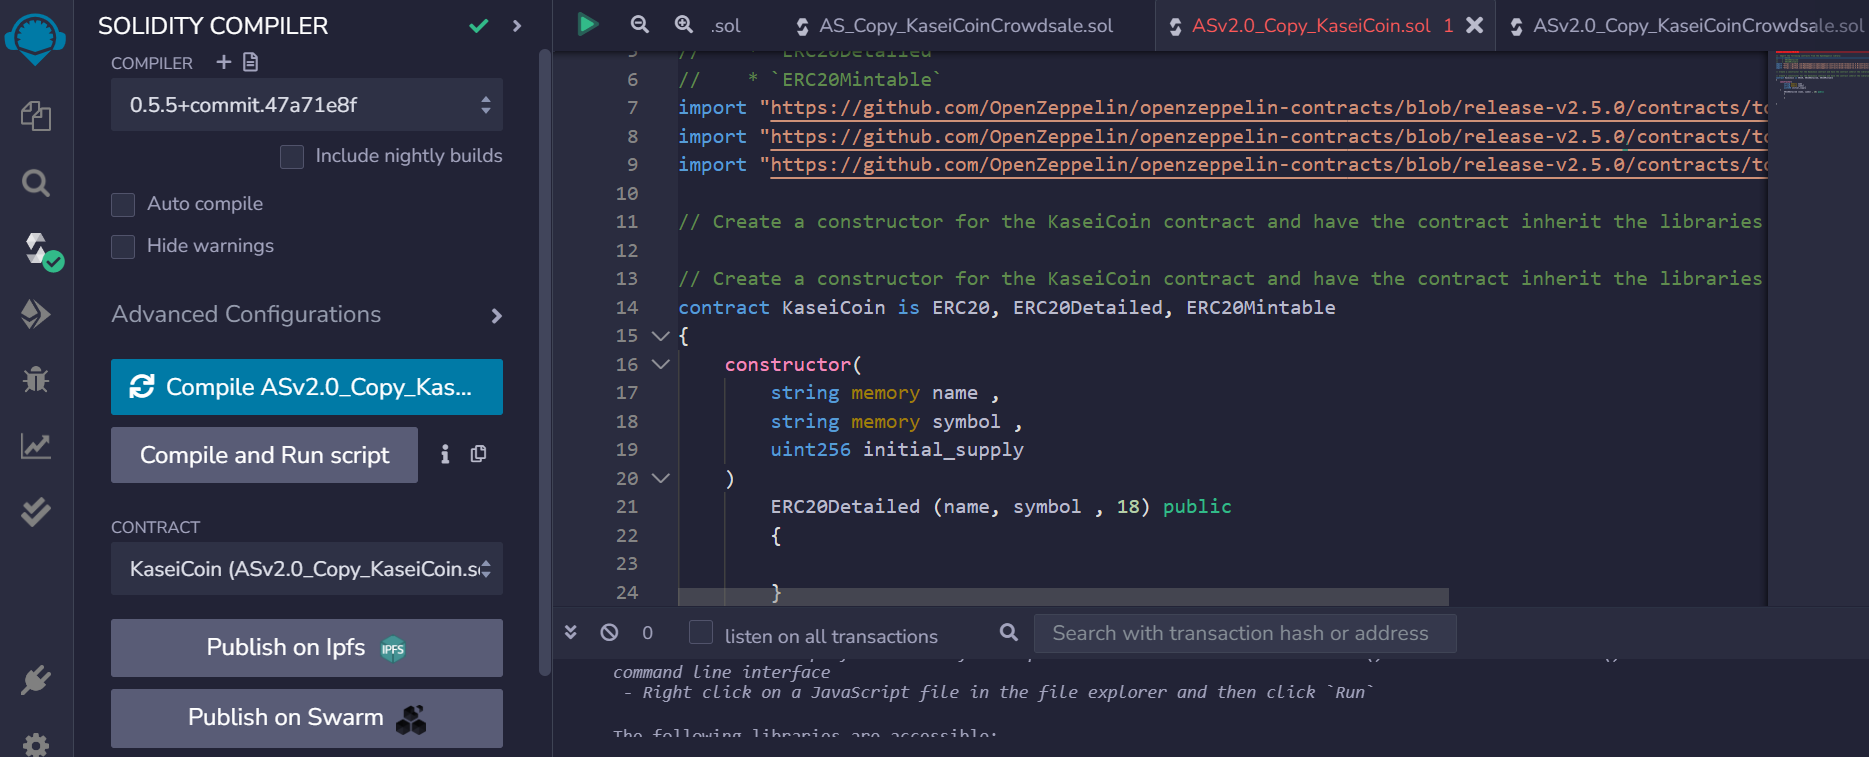 SOLIDITY COMPILER
COMPILER
0.5.5+commit.47a71e8f
Include nightly builds
Auto compile
Hide warnings
Advanced Configurations
Compile ASv2.0_Copy_Kas...
Compile and Run script
CONTRACT
KaseiCoin (ASv2.0_Copy_KaseiCoin.so
Publish on Ipfs IPFS
Publish on Swarm
.sol AS_Copy_KaseiCoinCrowdsale.sol ASv2.0_Copy_KaseiCoin.sol 1 ASv2.0_Copy_KaseiCoinCrowdsale.sol
5 // * `ERC20Detailed`
6 // * `ERC20Mintable`
7 import "https://github.com/OpenZeppelin/openzeppelin-contracts/blob/release-v2.5.0/contracts/to
8 import "https://github.com/OpenZeppelin/openzeppelin-contracts/blob/release-v2.5.0/contracts/to
9 import "https://github.com/OpenZeppelin/openzeppelin-contracts/blob/release-v2.5.0/contracts/to
10
11 // Create a constructor for the KaseiCoin contract and have the contract inherit the libraries
12
13 // Create a constructor for the KaseiCoin contract and have the contract inherit the libraries
14 contract KaseiCoin is ERC20, ERC20Detailed, ERC20Mintable
15 {
16 constructor(
17 string memory name ,
18 string memory symbol ,
19 uint256 initial_supply
20 )
21 ERC20Detailed (name, symbol , 18) public
22 {
23
24 }
0 listen on all transactions Search with transaction hash or address
command line interface
- Right click on a JavaScript file in the file explorer and then click `Run`
The following libraries are accessible: